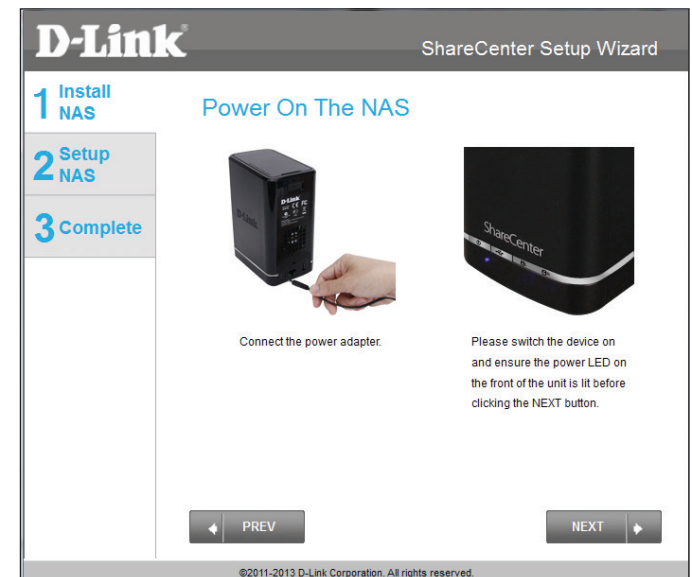 D-Link
ShareCenter Setup Wizard
1 Install
NAS
2 Setup
NAS
3 Complete
Power On The NAS
D-Link
D-Link
ShareCenter
Connect the power adapter.
Please switch the device on
and ensure the power LED on
the front of the unit is lit before
clicking the NEXT button.
PREV
NEXT
©2011-2013 D-Link Corporation. All rights reserved.